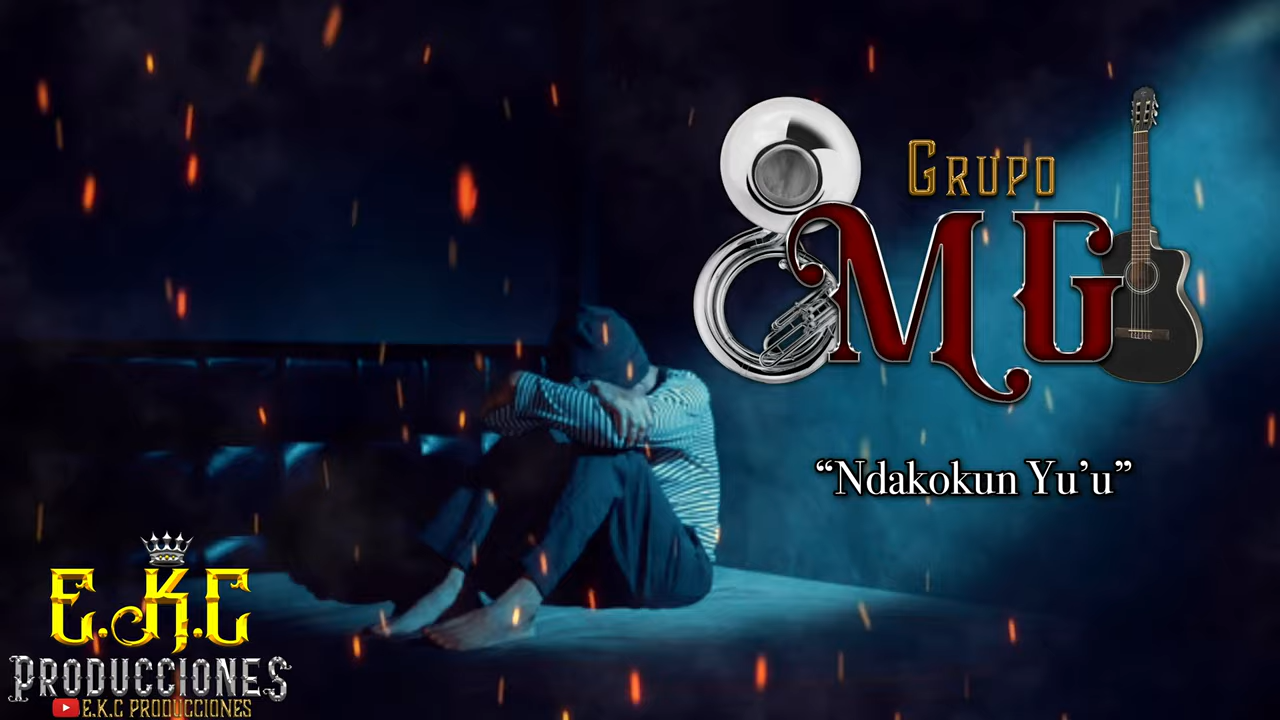 Grupo
MG
“Ndakokun Yu’u”
E.K.C
Producciones
E.K.C Producciones